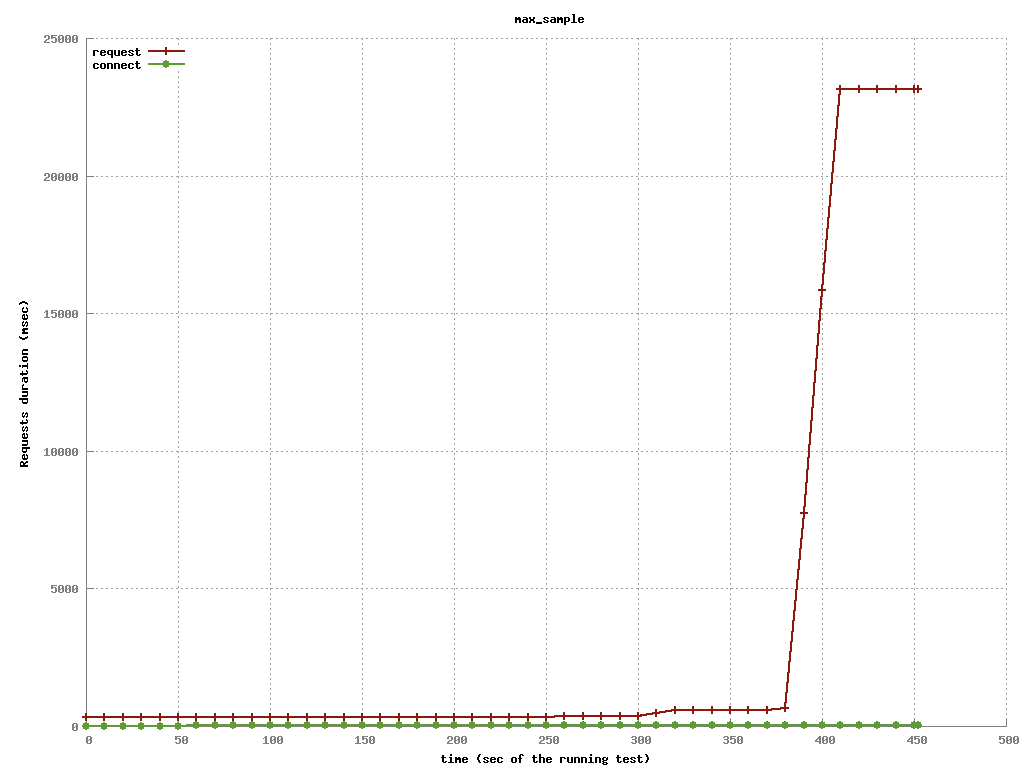 max_sample
25000
request
connect
20000
Requests duration (msec)
15000
10000
5000
0
0 50 100 150 200 250 300 350 400 450 500
time (sec of the running test)